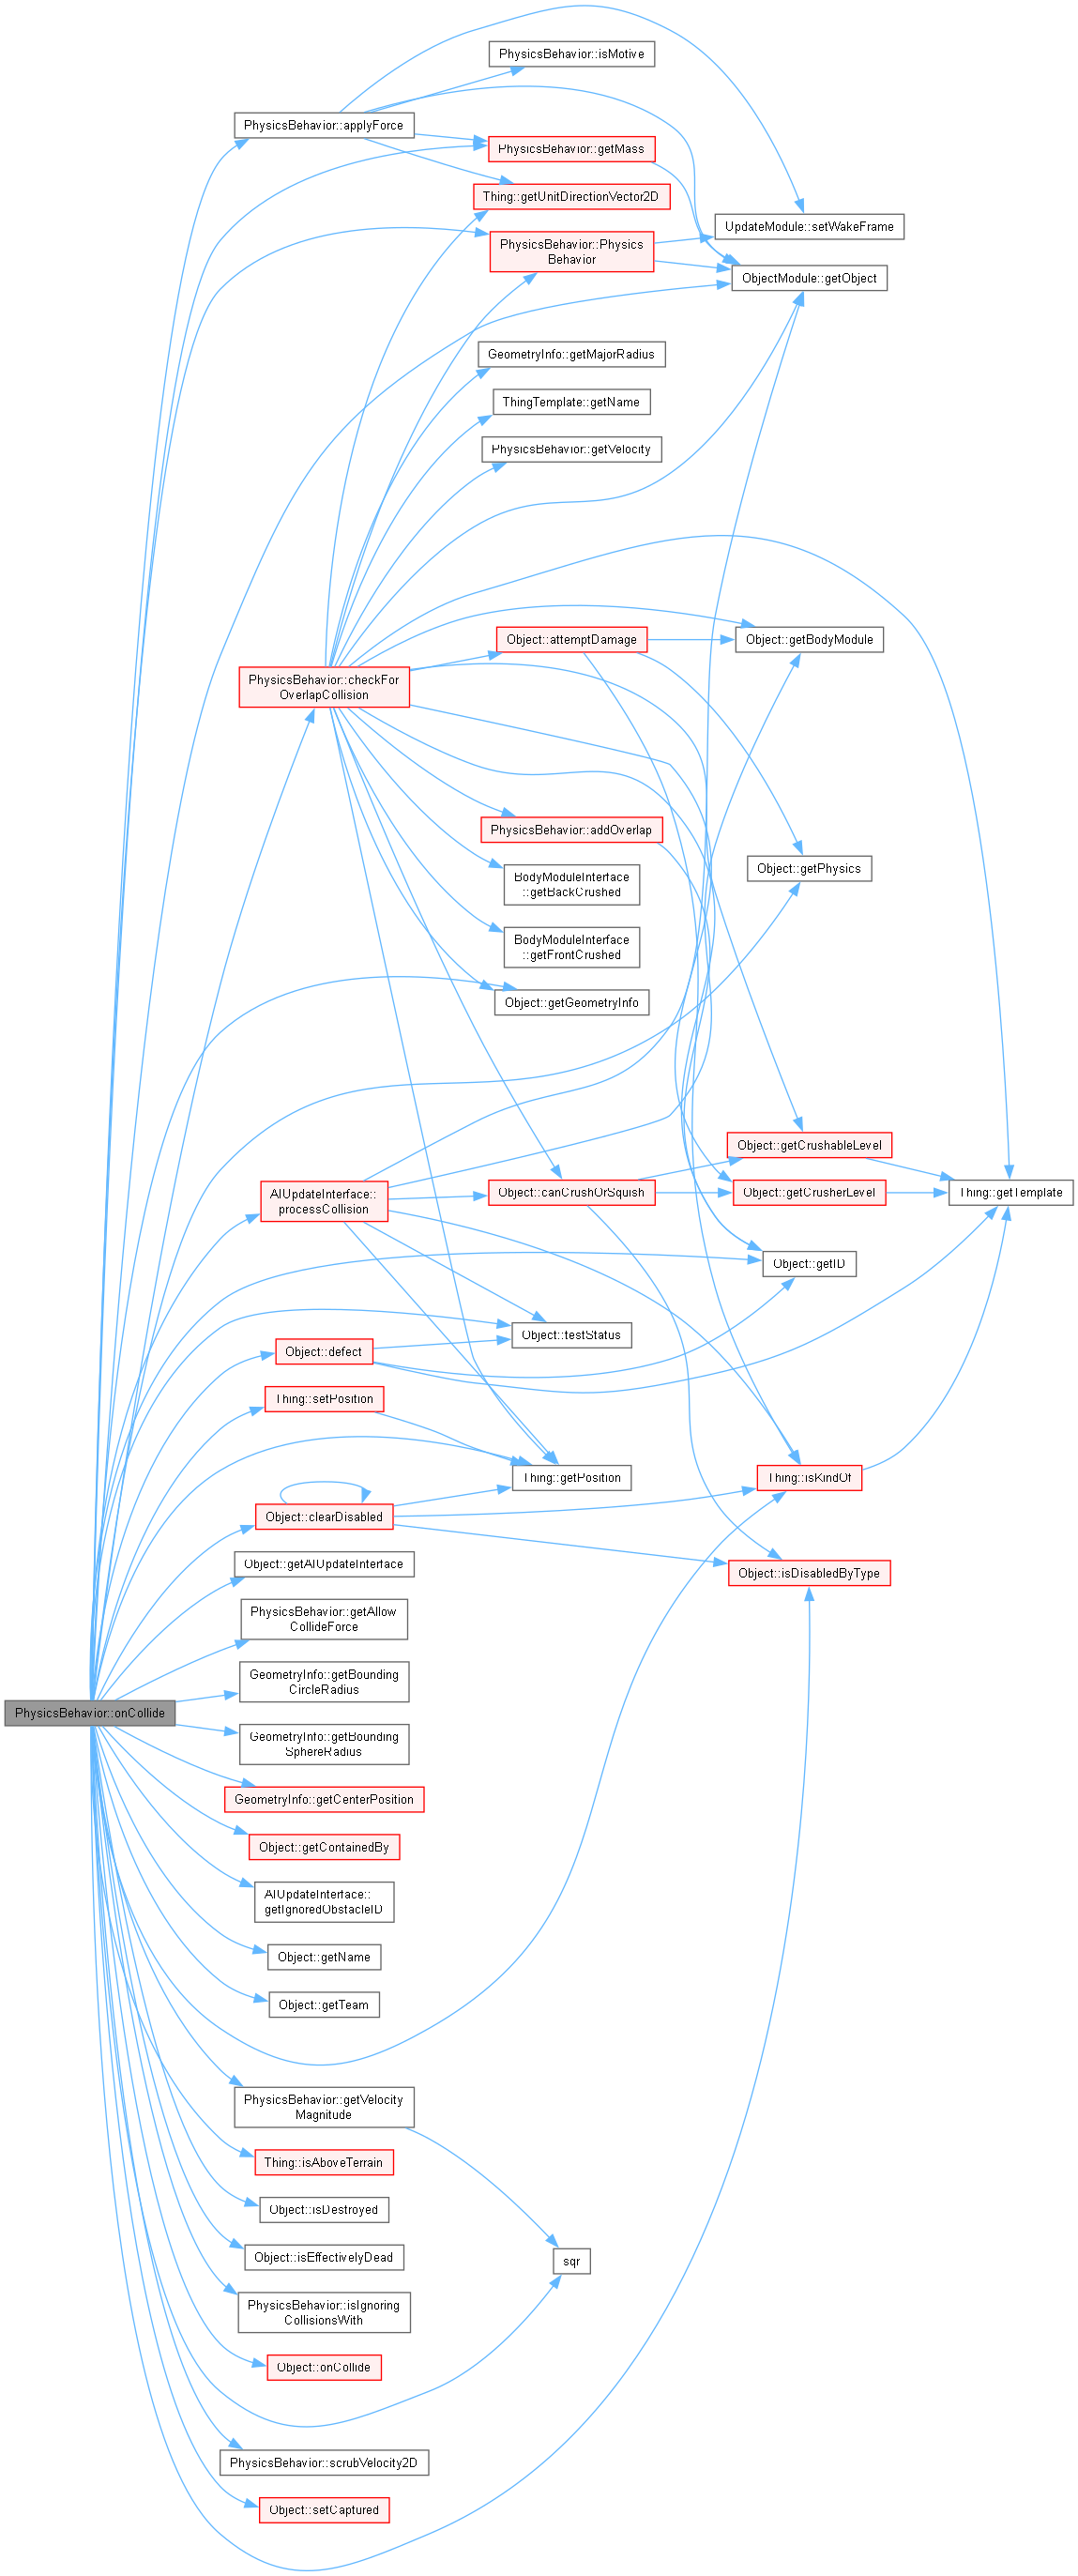 PhysicsBehavior::isMotive
PhysicsBehavior::applyForce
PhysicsBehavior::getMass
Thing::getUnitDirectionVector2D
UpdateModule::setWakeFrame
PhysicsBehavior::Physics
Behavior
ObjectModule::getObject
GeometryInfo::getMajorRadius
ThingTemplate::getName
PhysicsBehavior::getVelocity
Object::attemptDamage
Object::getBodyModule
PhysicsBehavior::checkFor
OverlapCollision
PhysicsBehavior::addOverlap
Object::getPhysics
BodyModuleInterface
::getBackCrushed
BodyModuleInterface
::getFrontCrushed
Object::getGeometryInfo
Object::getCrushableLevel
AIUpdateInterface::
processCollision
Object::canCrushOrSquish
Object::getCrusherLevel
Thing::getTemplate
Object::getID
Object::testStatus
Object::defect
Thing::setPosition
Thing::getPosition
Thing::isKindOf
Object::clearDisabled
Object::getAIUpdateInterface
Object::isDisabledByType
PhysicsBehavior::getAllow
CollideForce
GeometryInfo::getBounding
CircleRadius
PhysicsBehavior::onCollide
GeometryInfo::getBounding
SphereRadius
GeometryInfo::getCenterPosition
Object::getContainedBy
AIUpdateInterface::
getIgnoredObstacleID
Object::getName
Object::getTeam
PhysicsBehavior::getVelocity
Magnitude
Thing::isAboveTerrain
Object::isDestroyed
Object::isEffectivelyDead
sqr
PhysicsBehavior::isIgnoring
CollisionsWith
Object::onCollide
PhysicsBehavior::scrubVelocity2D
Object::setCaptured